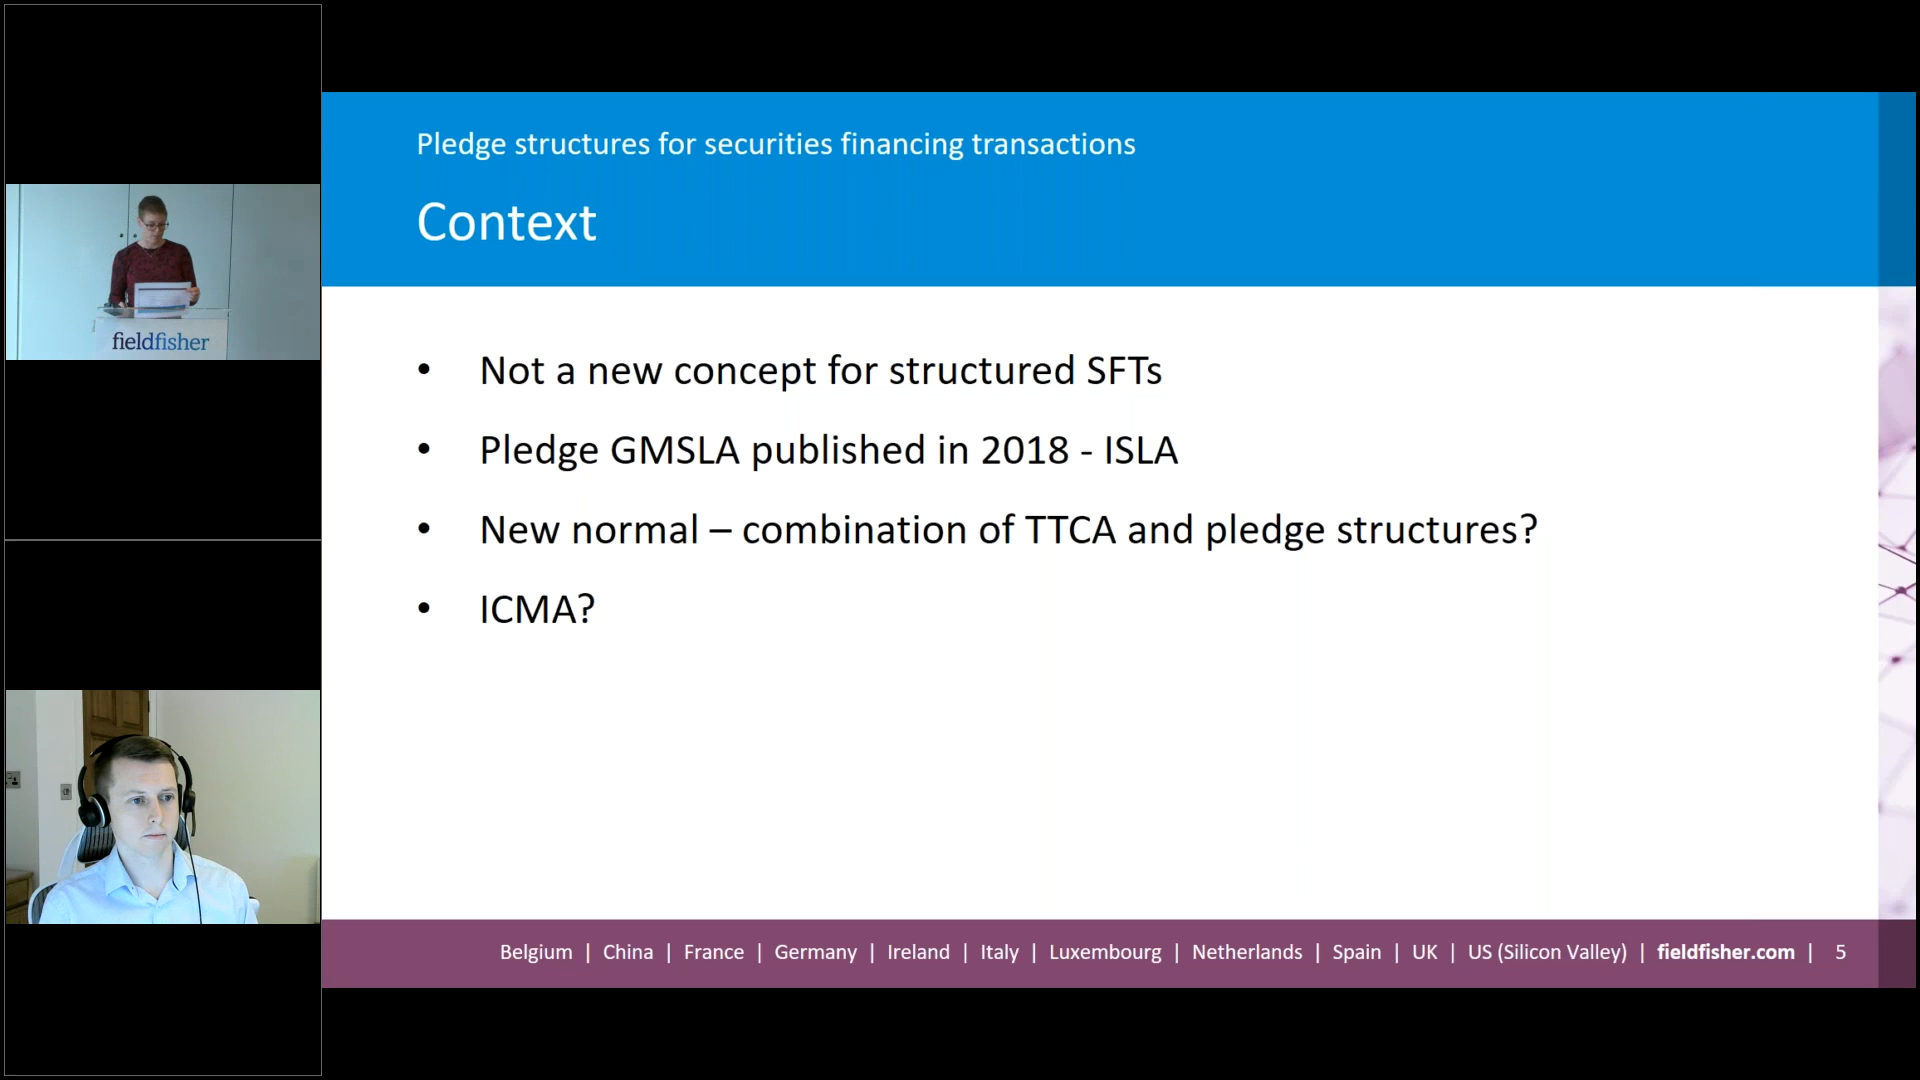 Pledge structures for securities financing transactions
Context
fieldfisher
• Not a new concept for structured SFTs
• Pledge GMSLA published in 2018 - ISLA
• New normal – combination of TTCA and pledge structures?
• ICMA?
Belgium | China | France | Germany | Ireland | Italy | Luxembourg | Netherlands | Spain | UK | US (Silicon Valley) | fieldfisher.com | 5